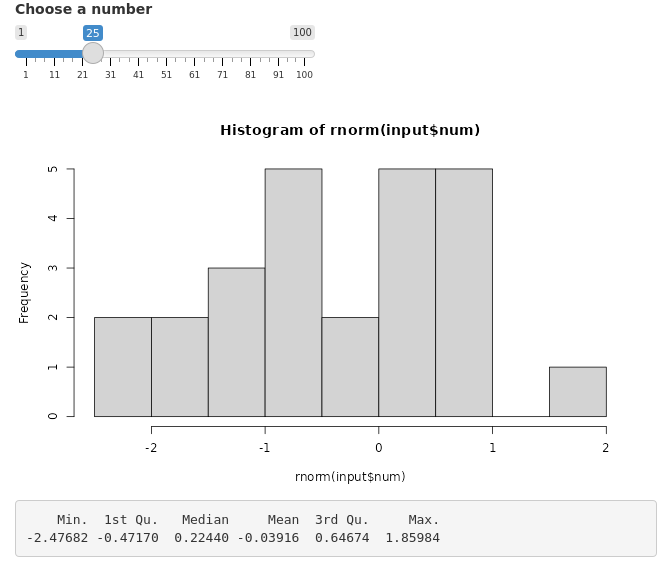 Choose a number
1 25 100
1 11 21 31 41 51 61 71 81 91 100
Histogram of rnorm(input$num)
5
4
3
2
1
0
Frequency
-2 -1 0 1 2
rnorm(input$num)
Min. 1st Qu. Median Mean 3rd Qu. Max.
-2.47682 -0.47170 0.22440 -0.03916 0.64674 1.85984